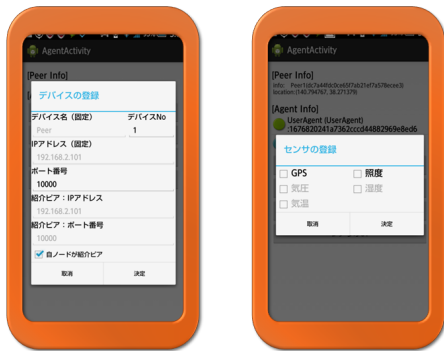 AgentActivity
[Peer Info]
デバイスの登録
デバイス名（固定） デバイスNo
Peer 1
IPアドレス（固定）
192.168.2.101
ポート番号
10000
紹介ピア：IPアドレス
192.168.2.101
紹介ピア：ポート番号
10000
自ノードが紹介ピア
取消 決定
AgentActivity
[Peer Info]
location:(140.794767, 38.271379)
[Agent Info]
UserAgent (UserAgent)
センサの登録
GPS 照度
気圧 湿度
気温
取消 決定